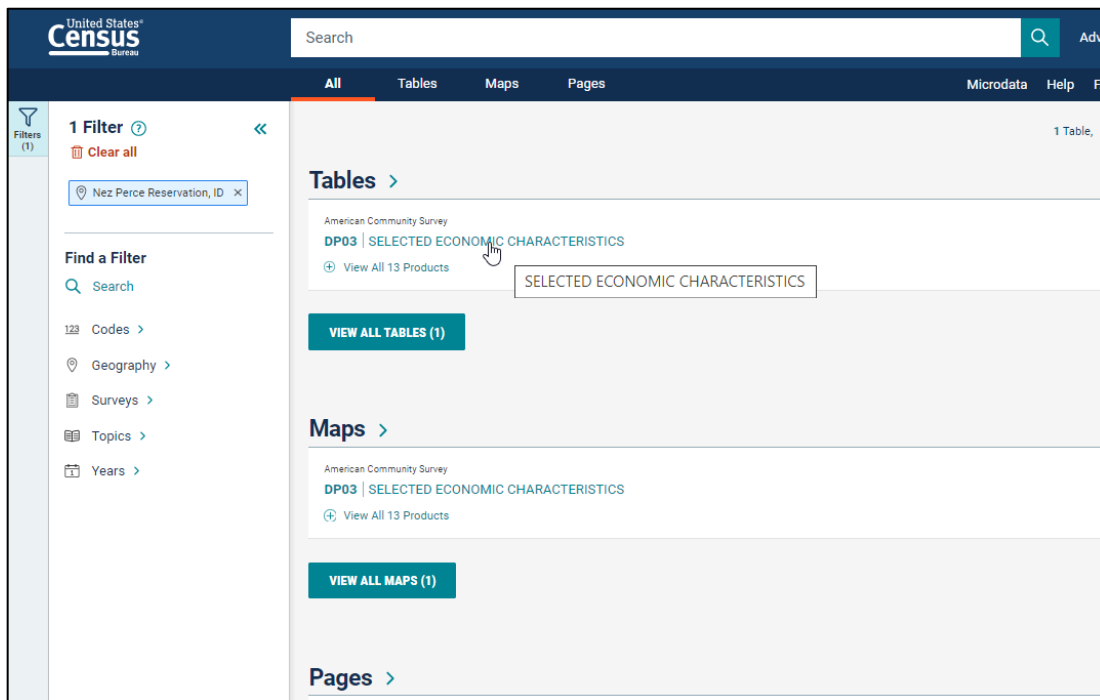 United States®
Census
Bureau
Search
Adv
All
Tables
Maps
Pages
Microdata
Help
F
Filters
(1)
1 Filter
Clear all
1 Table,
Nez Perce Reservation, ID
Tables
American Community Survey
DP03 | SELECTED ECONOMIC CHARACTERISTICS
View All 13 Products
SELECTED ECONOMIC CHARACTERISTICS
VIEW ALL TABLES (1)
Find a Filter
Search
123 Codes
Geography
Surveys
Topics
1 Years
Maps
American Community Survey
DP03 | SELECTED ECONOMIC CHARACTERISTICS
View All 13 Products
VIEW ALL MAPS (1)
Pages